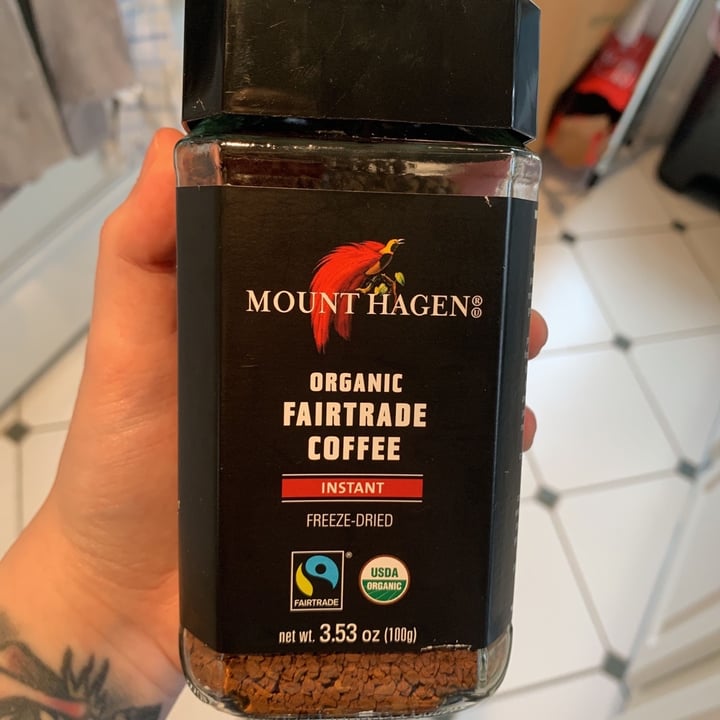 MOUNT HAGEN®
ORGANIC
FAIRTRADE
COFFEE
INSTANT
FREEZE-DRIED
FAIRTRADE ®
USDA
ORGANIC
net wt. 3.53 oz (100g)